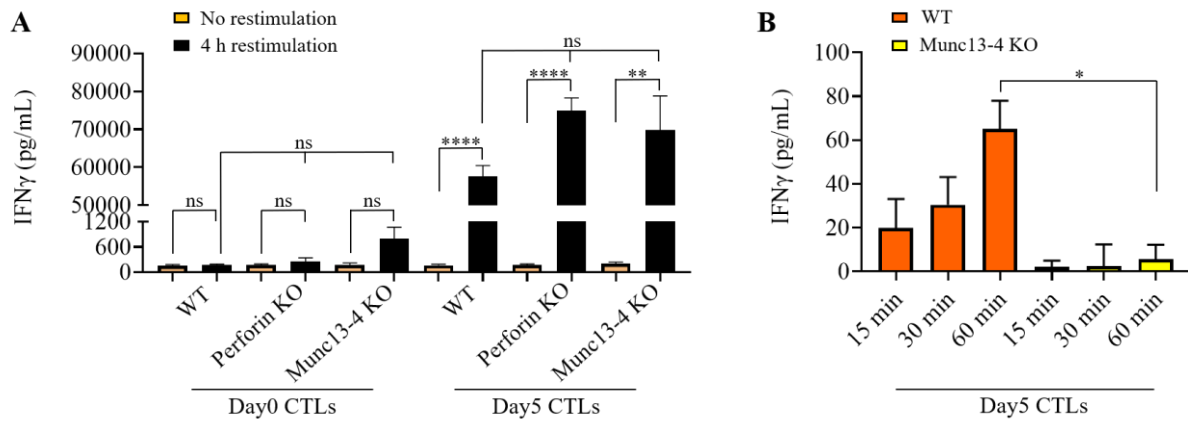 A
No restimulation
4 h restimulation
IFNγ (pg/mL)
90000
80000
70000
60000
50000
1200
600
0
ns
ns
ns
ns
****
****
**
ns
WT
Perforin KO
Munc13-4 KO
WT
Perforin KO
Munc13-4 KO
Day0 CTLs
Day5 CTLs
B
WT
Munc13-4 KO
IFNγ (pg/mL)
100
80
60
40
20
0
*
15 min
30 min
60 min
15 min
30 min
60 min
Day5 CTLs